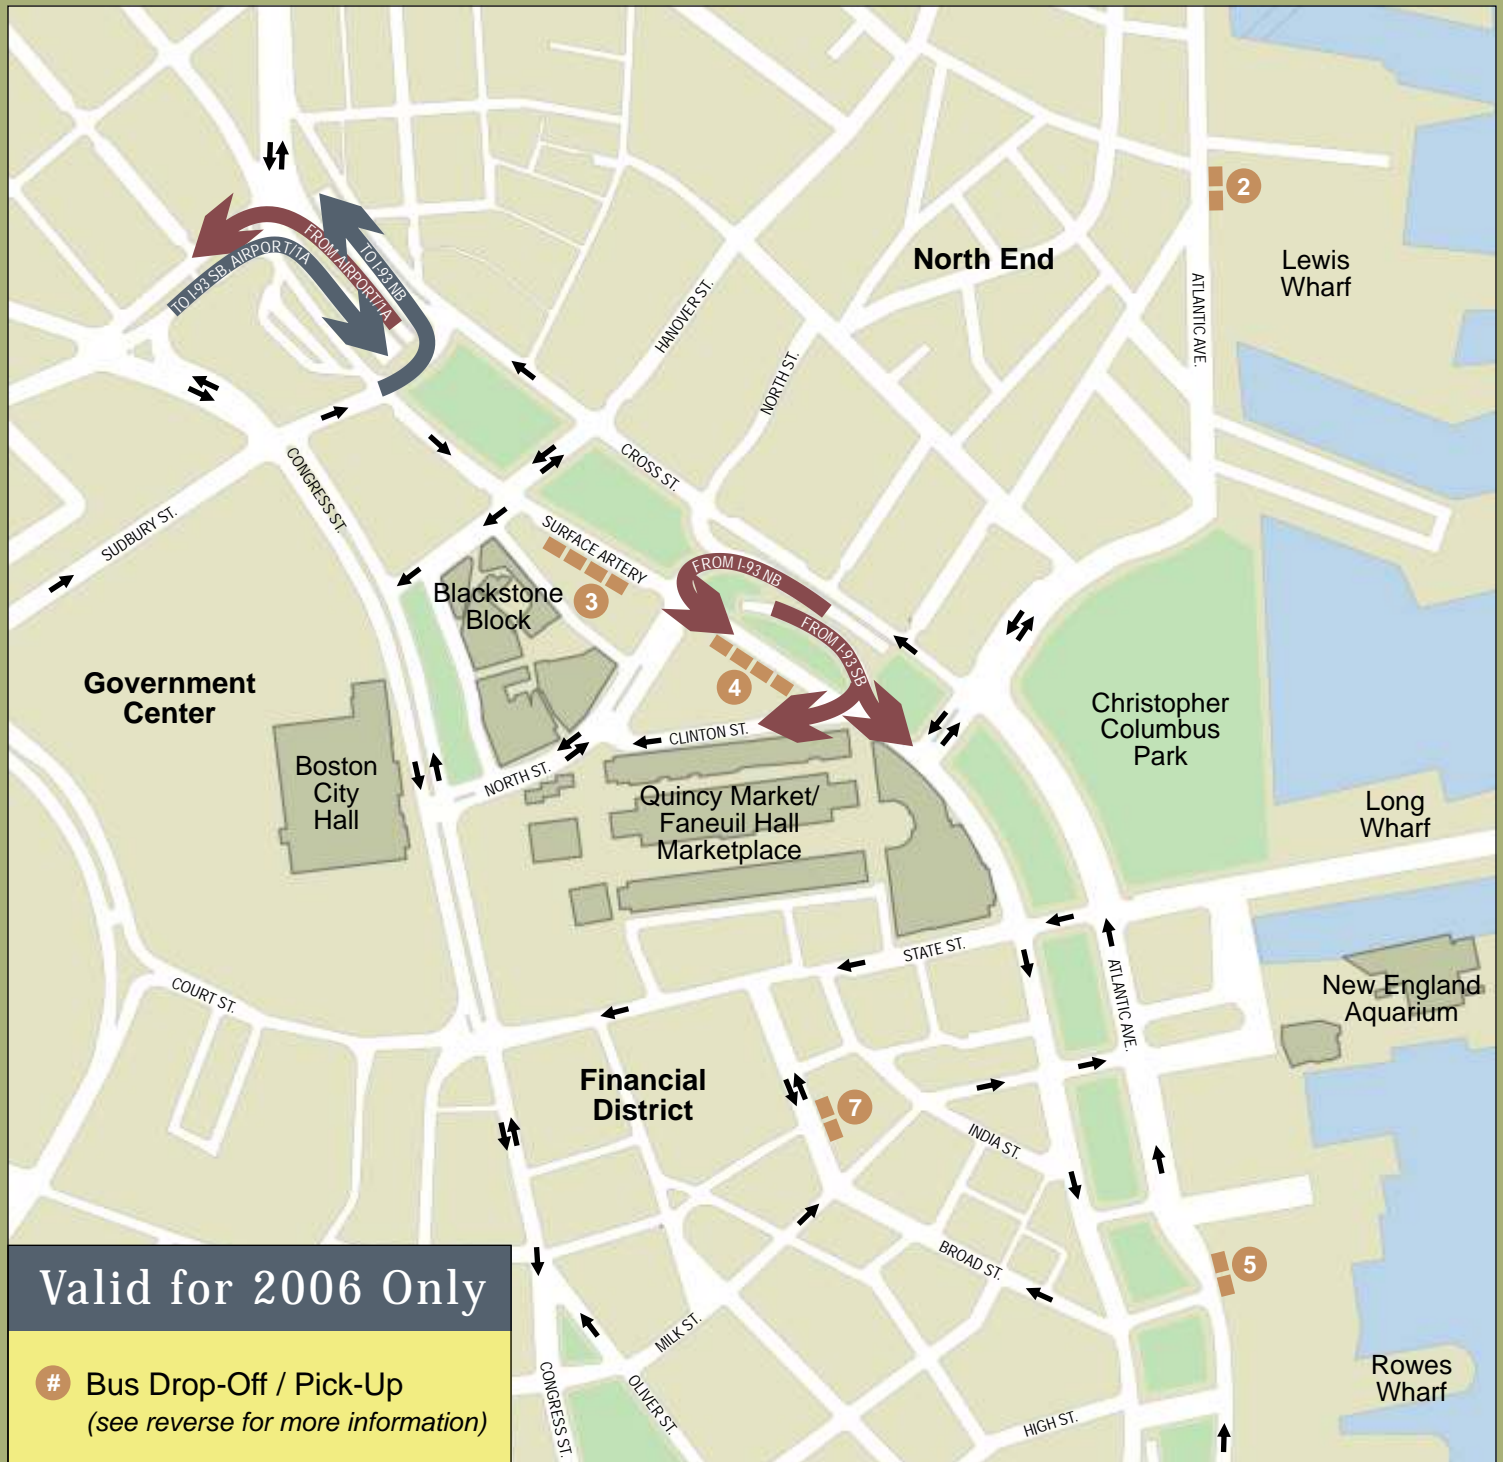 2
North End
Lewis
Wharf
TO I-93 SB, AIRPORT/1A
FROM AIRPORT/1A
TO I-93 NB
HANOVER ST.
NORTH ST.
ATLANTIC AVE.
CROSS ST.
CONGRESS ST.
SUDBURY ST.
SURFACE ARTERY
3
Blackstone
Block
FROM I-93 NB
FROM I-93 SB
4
Government
Center
Christopher
Columbus
Park
CLINTON ST.
Boston
City
Hall
NORTH ST.
Quincy Market/
Faneuil Hall
Marketplace
Long
Wharf
STATE ST.
COURT ST.
ATLANTIC AVE.
New England
Aquarium
Financial
District
7
INDIA ST.
BROAD ST.
5
MILK ST.
Rowes
Wharf
CONGRESS ST.
OLIVER ST.
HIGH ST.
Valid for 2006 Only
# Bus Drop-Off / Pick-Up
(see reverse for more information)